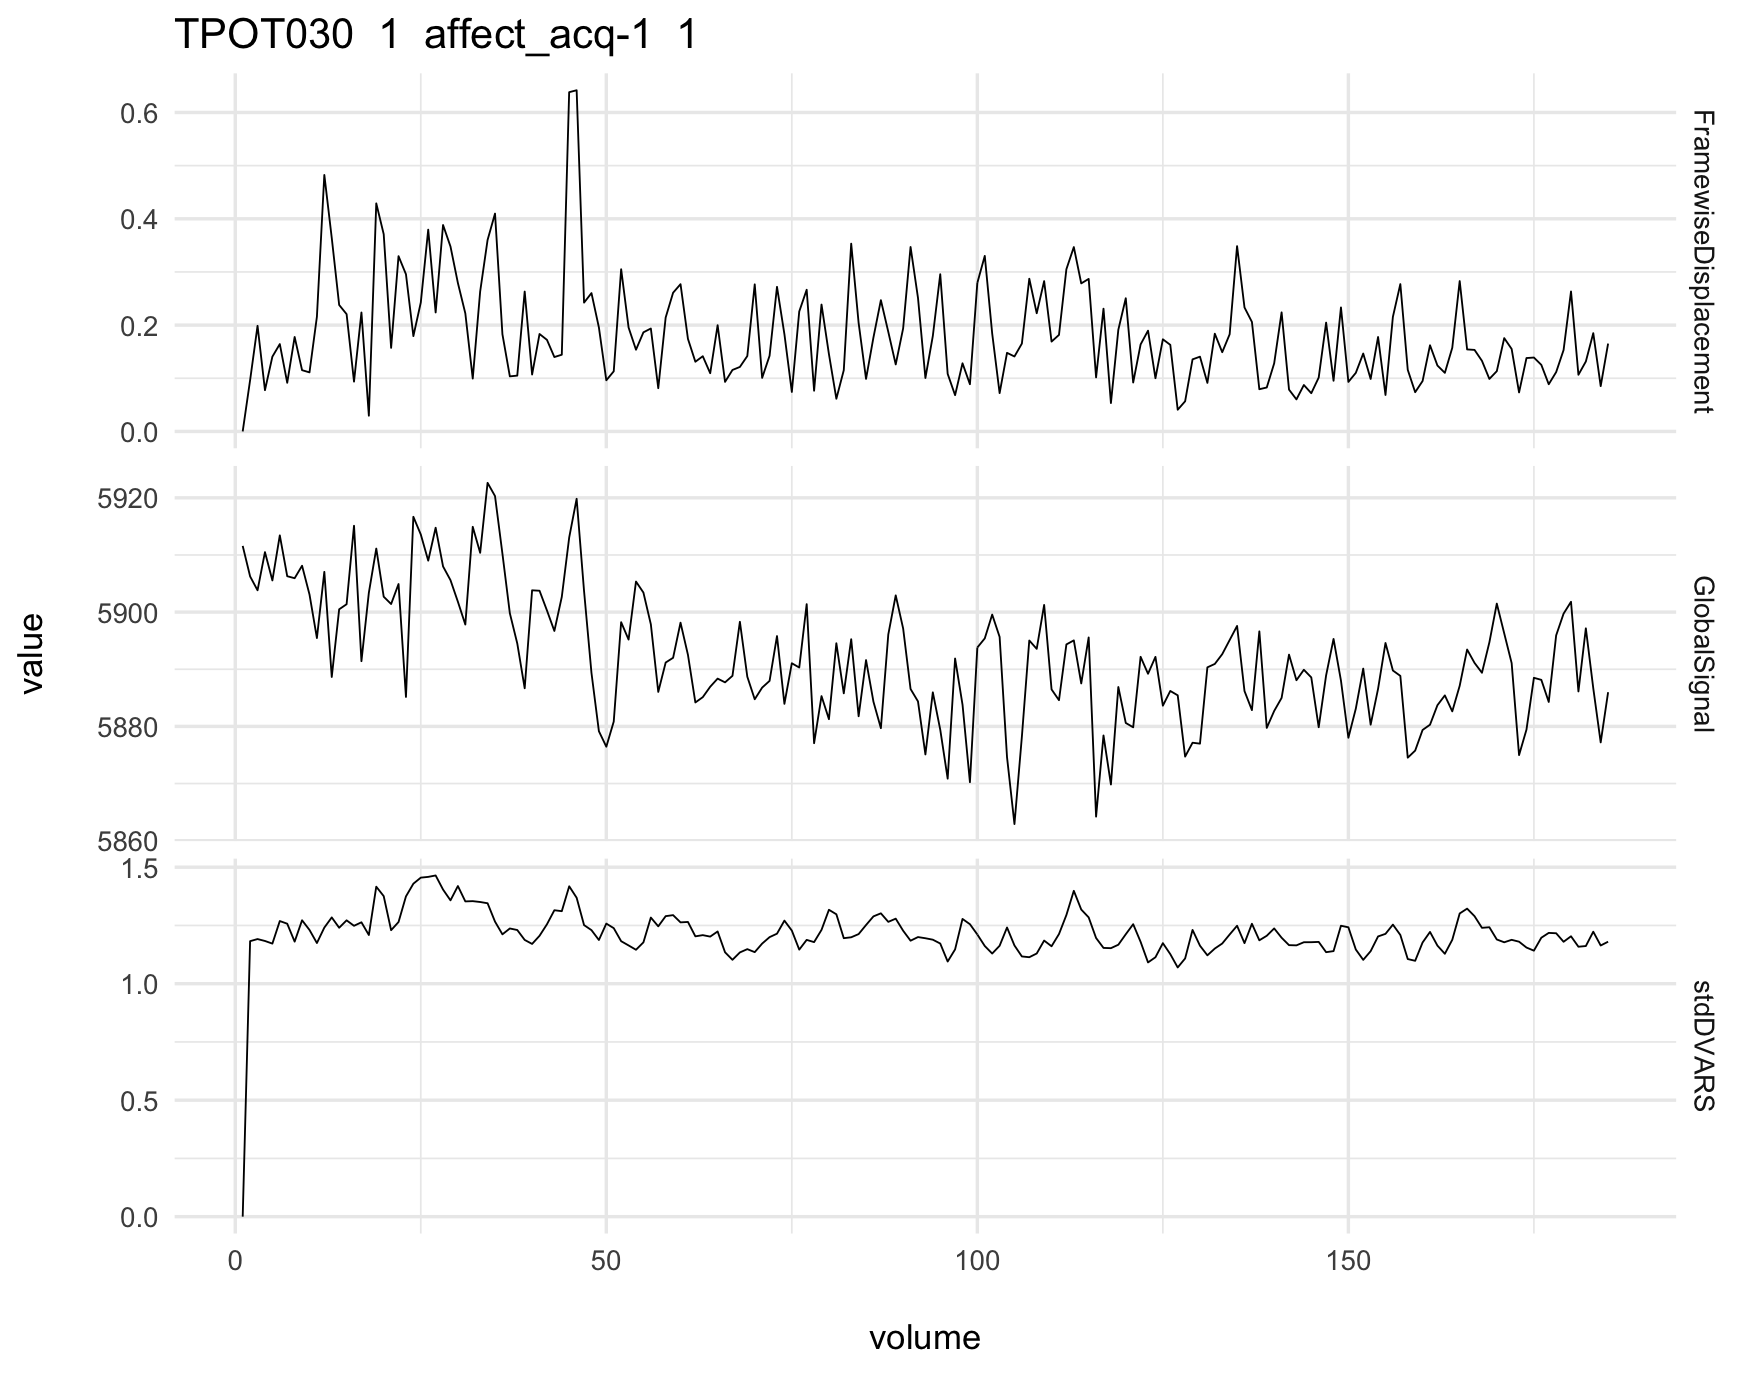 TPOT030 1 affect_acq-1 1
0.6
0.4
0.2
0.0
FramewiseDisplacement
5920
5900
5880
5860
GlobalSignal
1.5
1.0
0.5
0.0
stdDVARS
value
0 50 100 150
volume